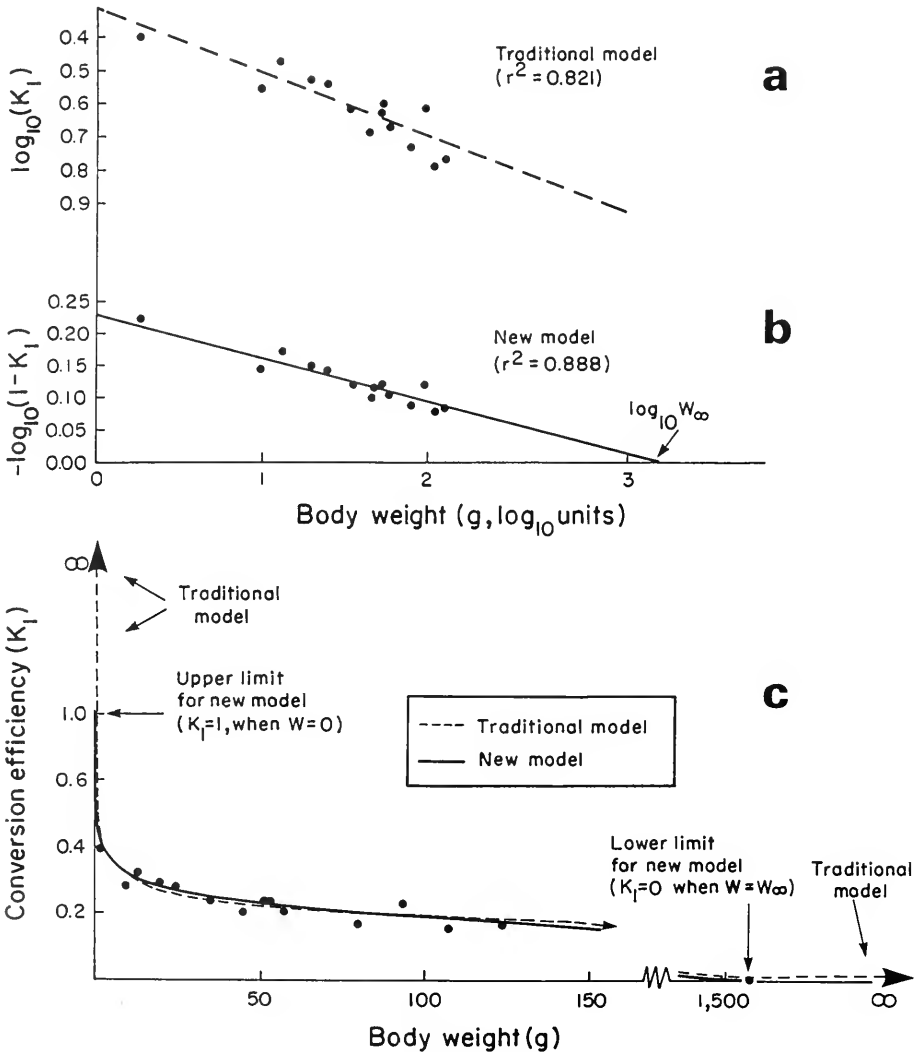 a
0.4
0.5
0.6
0.7
0.8
0.9
log10(K1)
Traditional model
(r2 = 0.821)
b
0.25
0.20
0.15
0.10
0.05
0.00
-log10(1-K1)
New model
(r2 = 0.888)
log10W∞
0
1
2
3
Body weight (g, log10 units)
c
∞
1.0
0.6
0.4
0.2
Conversion efficiency (K1)
Traditional
model
Upper limit
for new model
(K1=1, when W=0)
Traditional model
New model
Lower limit
for new model
(K1=0 when W=W∞)
Traditional
model
50
100
150
1,500
∞
Body weight (g)